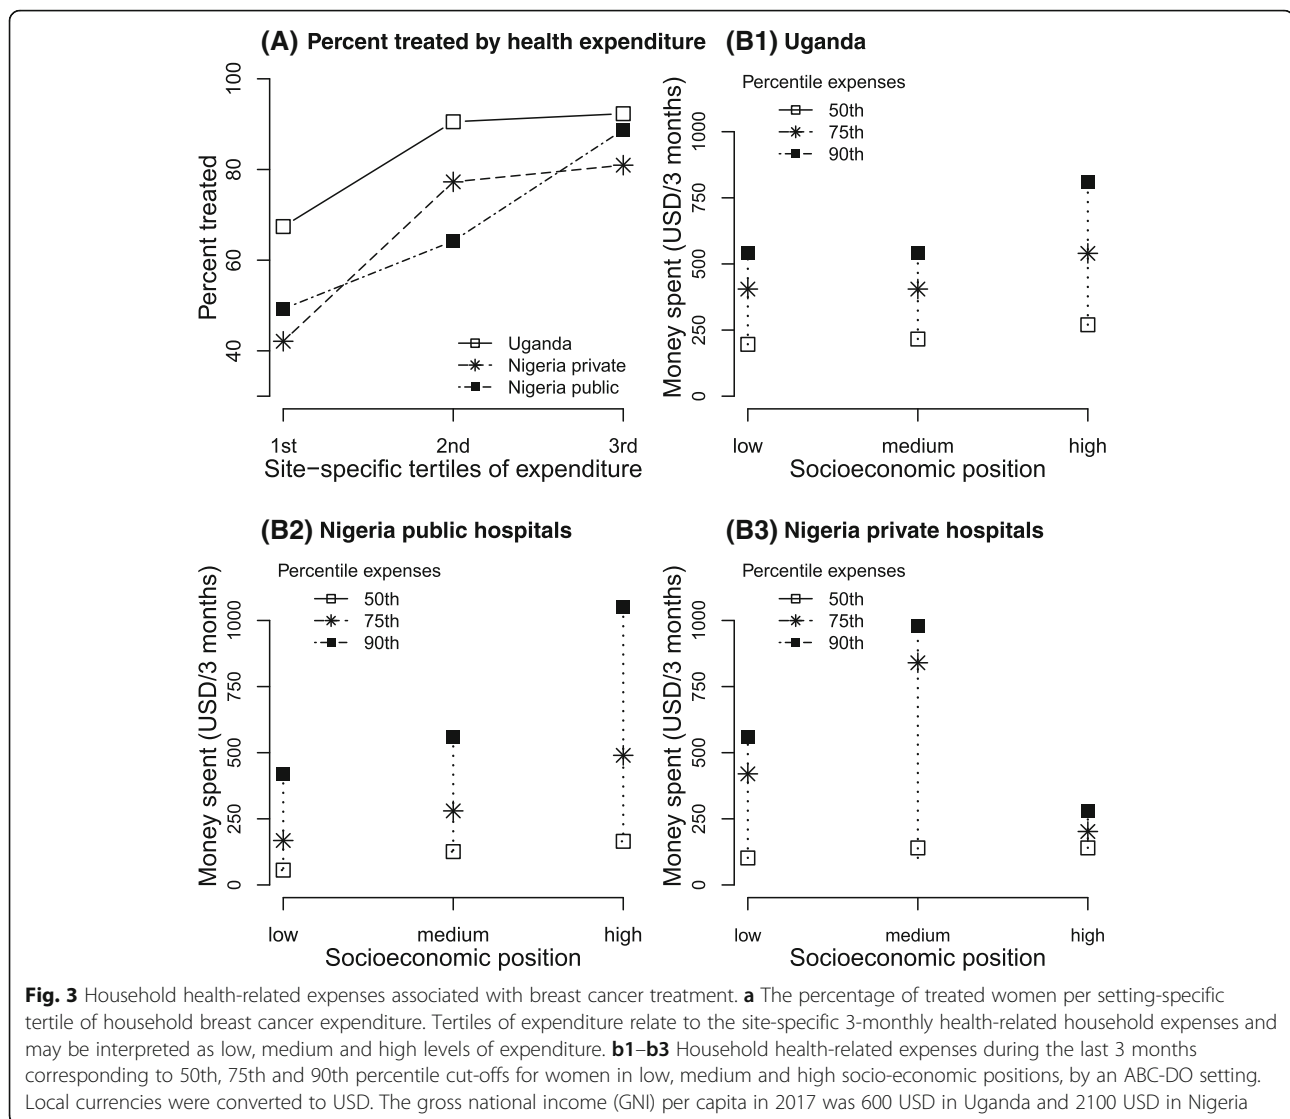 (A) Percent treated by health expenditure
Percent treated
100
80
60
40
Uganda
Nigeria private
Nigeria public
1st 2nd 3rd
Site−specific tertiles of expenditure
(B1) Uganda
Money spent (USD/3 months)
Percentile expenses
50th
75th
90th
1000
750
500
250
0
low medium high
Socioeconomic position
(B2) Nigeria public hospitals
Money spent (USD/3 months)
Percentile expenses
50th
75th
90th
1000
750
500
250
0
low medium high
Socioeconomic position
(B3) Nigeria private hospitals
Money spent (USD/3 months)
Percentile expenses
50th
75th
90th
1000
750
500
250
0
low medium high
Socioeconomic position
Fig. 3 Household health-related expenses associated with breast cancer treatment. a The percentage of treated women per setting-specific
tertile of household breast cancer expenditure. Tertiles of expenditure relate to the site-specific 3-monthly health-related household expenses and
may be interpreted as low, medium and high levels of expenditure. b1–b3 Household health-related expenses during the last 3 months
corresponding to 50th, 75th and 90th percentile cut-offs for women in low, medium and high socio-economic positions, by an ABC-DO setting.
Local currencies were converted to USD. The gross national income (GNI) per capita in 2017 was 600 USD in Uganda and 2100 USD in Nigeria